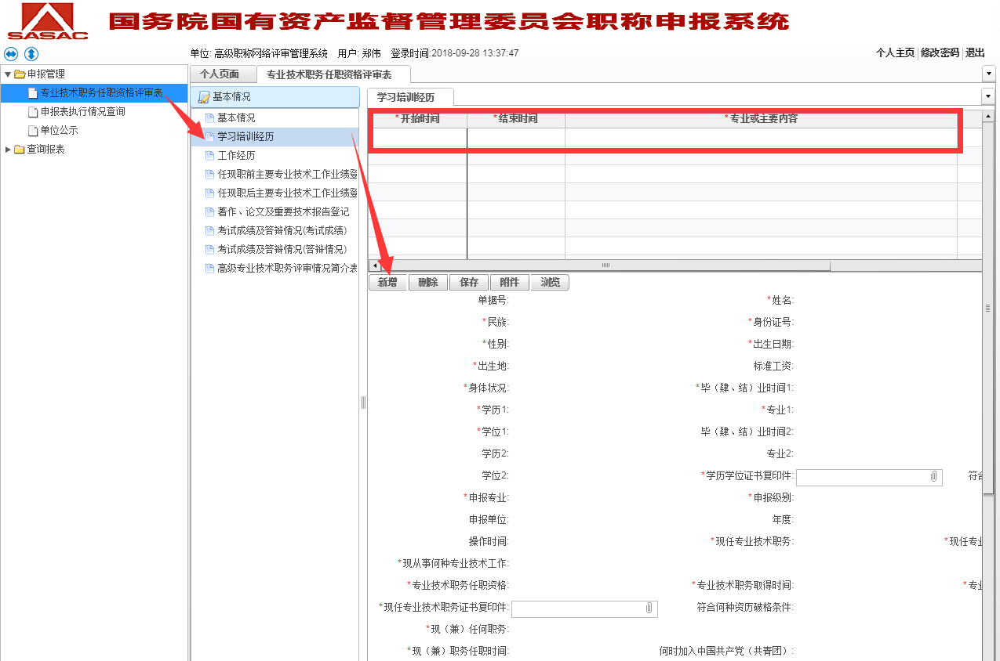 SASAC
国务院国有资产监督管理委员会职称申报系统
单位: 高级职称网络评审管理系统 用户: 郑伟 登录时间:2018-09-28 13:37:47
个人主页 修改密码 退出
申报管理
专业技术职务任职资格评审表
申报表执行情况查询
单位公示
查询报表
个人页面 专业技术职务任职资格评审表
基本情况
基本情况
学习培训经历
工作经历
任现职前主要专业技术工作业绩登
任现职后主要专业技术工作业绩登
著作、论文及重要技术报告登记
考试成绩及答辩情况(考试成绩)
考试成绩及答辩情况(答辩情况)
高级专业技术职务评审情况简介表
学习培训经历
*开始时间 *结束时间 *专业或主要内容
新增 删除 保存 附件 浏览
单据号: *姓名:
*民族: *身份证号:
*性别: *出生日期:
*出生地: 标准工资:
*身体状况: *毕（肄、结）业时间1:
*学历1: *专业1:
*学位1: 毕（肄、结）业时间2:
学历2: 专业2:
学位2: *学历学位证书复印件: 符合
*申报专业: *申报级别:
申报单位: 年度:
操作时间: *现任专业技术职务: *现任专业
*现从事何种专业技术工作:
*专业技术职务任职资格: *专业技术职务取得时间: *专业
*现任专业技术职务证书复印件: 符合何种资历破格条件:
*现（兼）任何职务:
*现（兼）职务任职时间: 何时加入中国共产党（共青团）: